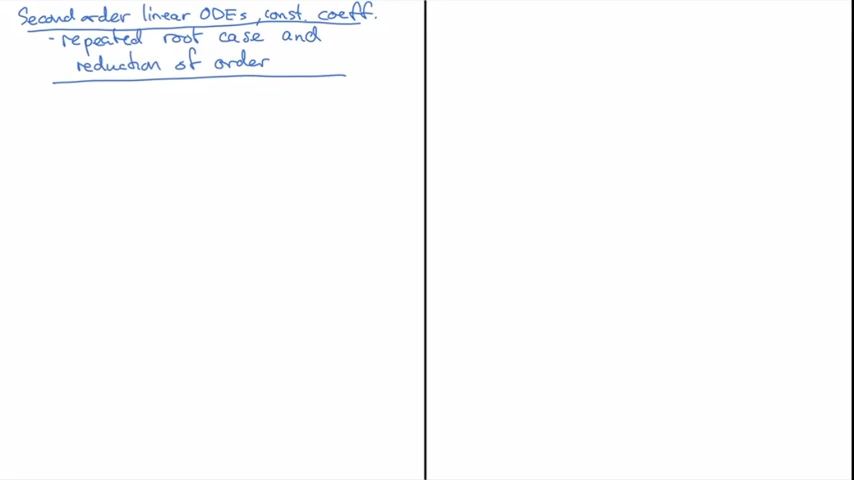 Second order linear ODEs, const. coeff.
- repeated root case and
reduction of order